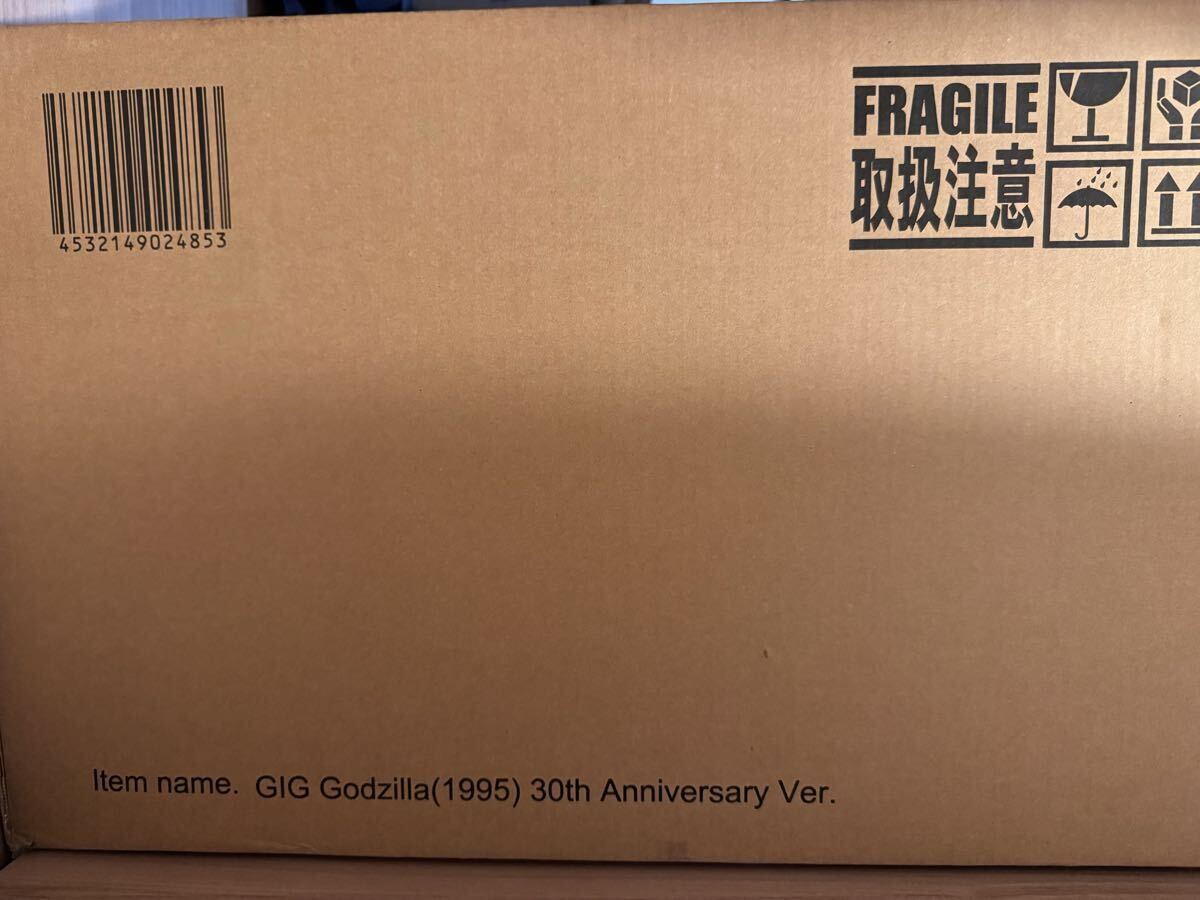 4532149024853
FRAGILE
取扱注意
Item name. GIG Godzilla(1995) 30th Anniversary Ver.